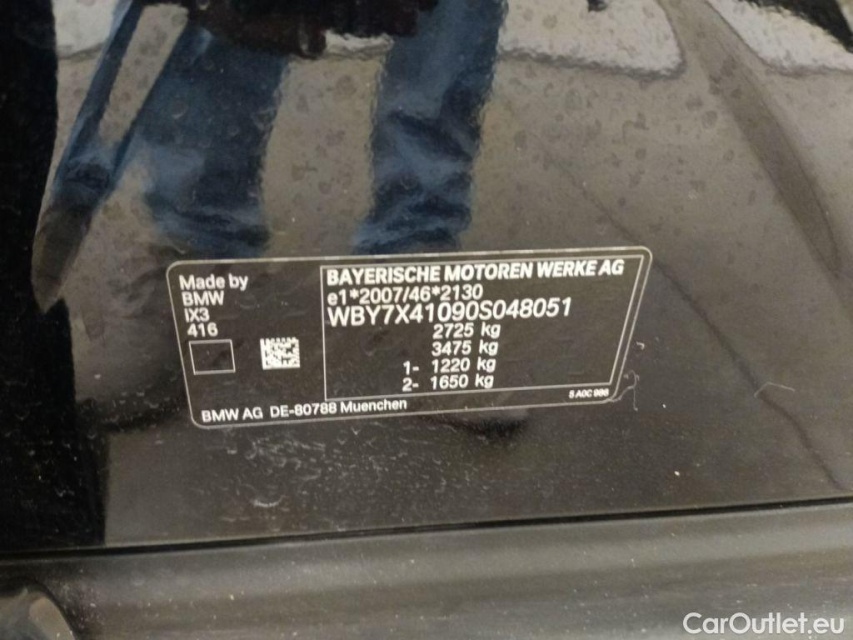 Made by
BMW
IX3
416
BAYERISCHE MOTOREN WERKE AG
e1*2007/46*2130
WBY7X41090S048051
2725 kg
3475 kg
1- 1220 kg
2- 1650 kg
BMW AG DE-80788 Muenchen
CarOutlet.eu